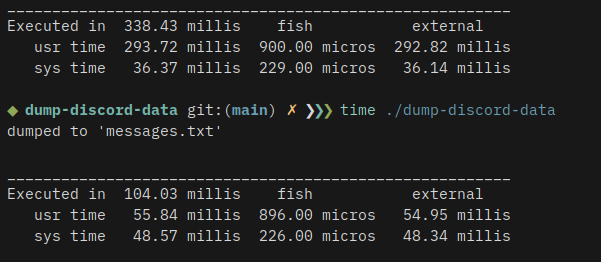 ________________________________________________________
Executed in  338.43 millis    fish           external
   usr time  293.72 millis  900.00 micros  292.82 millis
   sys time   36.37 millis  229.00 micros   36.14 millis

◆ dump-discord-data git:(main) ✗ ❯❯❯ time ./dump-discord-data
dumped to 'messages.txt'

________________________________________________________
Executed in  104.03 millis    fish           external
   usr time   55.84 millis  896.00 micros   54.95 millis
   sys time   48.57 millis  226.00 micros   48.34 millis